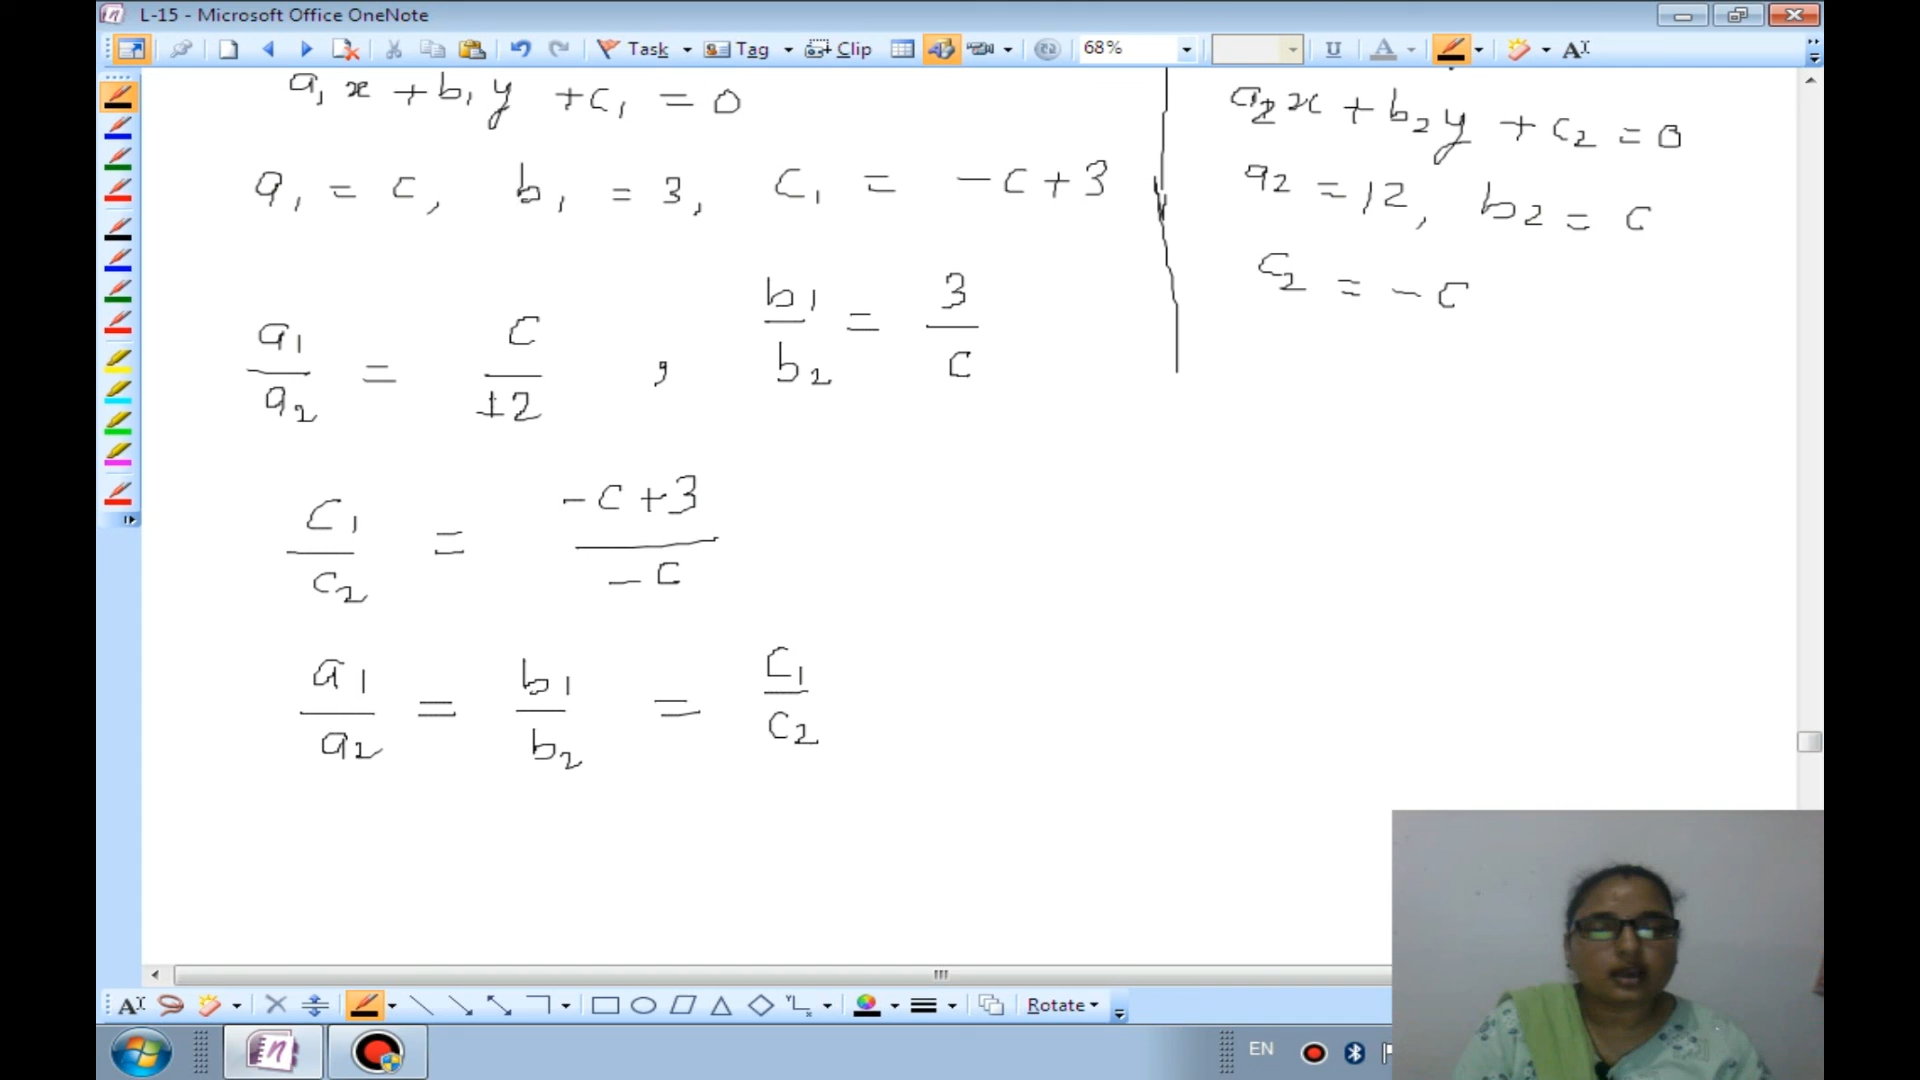 L-15 - Microsoft Office OneNote
Task Tag Clip 68% U A A
a₁x + b₁y + c₁ = 0
a₁ = c, b₁ = 3, c₁ = -c+3
a₁/a₂ = c/12 , b₁/b₂ = 3/c
c₁/c₂ = -c+3/-c
a₁/a₂ = b₁/b₂ = c₁/c₂
a₂x + b₂y + c₂ = 0
a₂ = 12, b₂ = c
c₂ = -c
A Rotate
EN